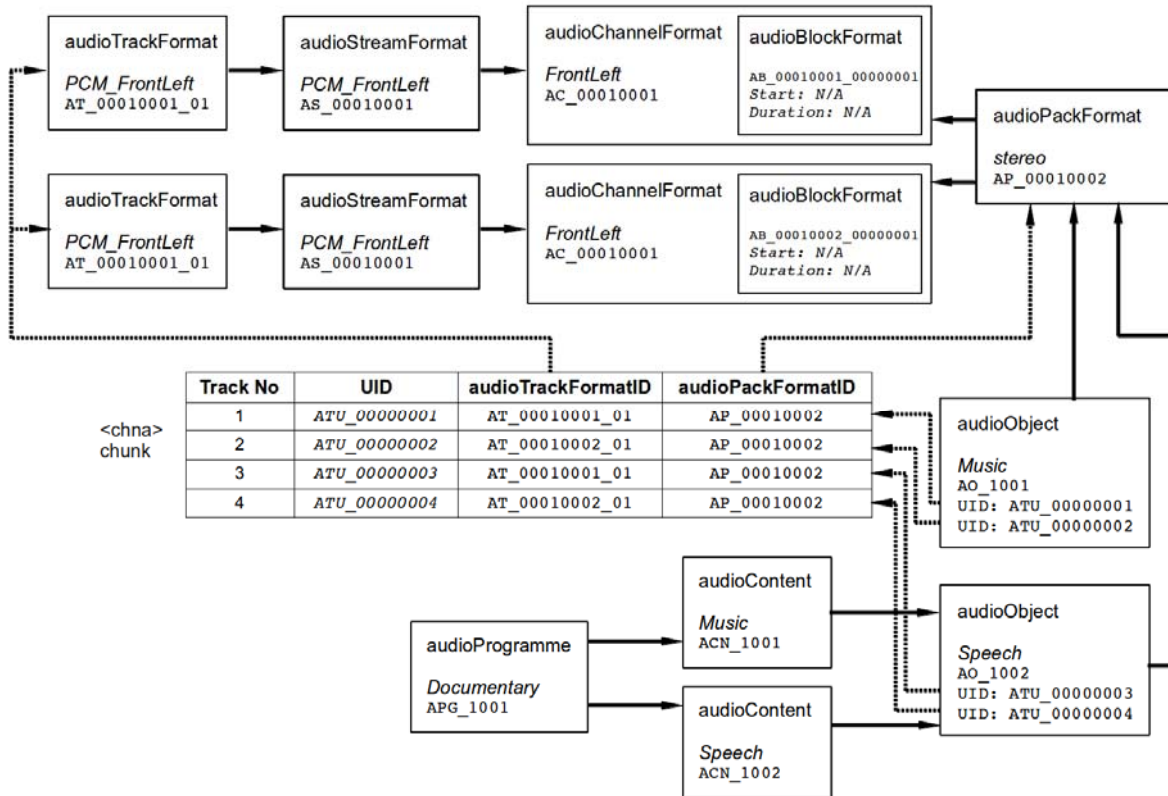 audioTrackFormat
PCM_FrontLeft
AT_00010001_01
audioStreamFormat
PCM_FrontLeft
AS_00010001
audioChannelFormat
FrontLeft
AC_00010001
audioBlockFormat
AB_00010001_00000001
Start: N/A
Duration: N/A
audioPackFormat
stereo
AP_00010002
audioTrackFormat
PCM_FrontLeft
AT_00010001_01
audioStreamFormat
PCM_FrontLeft
AS_00010001
audioChannelFormat
FrontLeft
AC_00010001
audioBlockFormat
AB_00010002_00000001
Start: N/A
Duration: N/A
<chna>
chunk
Track No UID audioTrackFormatID audioPackFormatID
1 ATU_00000001 AT_00010001_01 AP_00010002
2 ATU_00000002 AT_00010002_01 AP_00010002
3 ATU_00000003 AT_00010001_01 AP_00010002
4 ATU_00000004 AT_00010002_01 AP_00010002
audioObject
Music
AO_1001
UID: ATU_00000001
UID: ATU_00000002
audioProgramme
Documentary
APG_1001
audioContent
Music
ACN_1001
audioContent
Speech
ACN_1002
audioObject
Speech
AO_1002
UID: ATU_00000003
UID: ATU_00000004